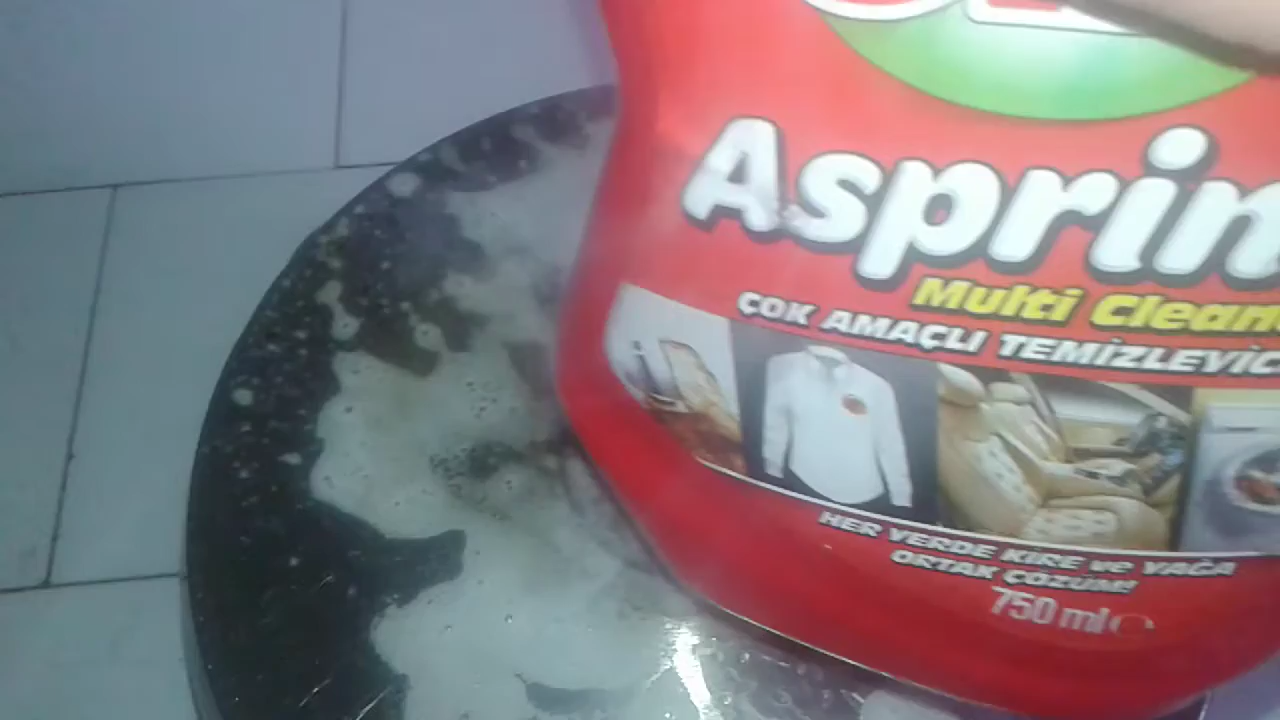 Asprin
Multi Clean
ÇOK AMAÇLI TEMİZLEYİC
HER YERDE KİRE ve YAĞA
ORTAK ÇÖZÜM!
750 ml e